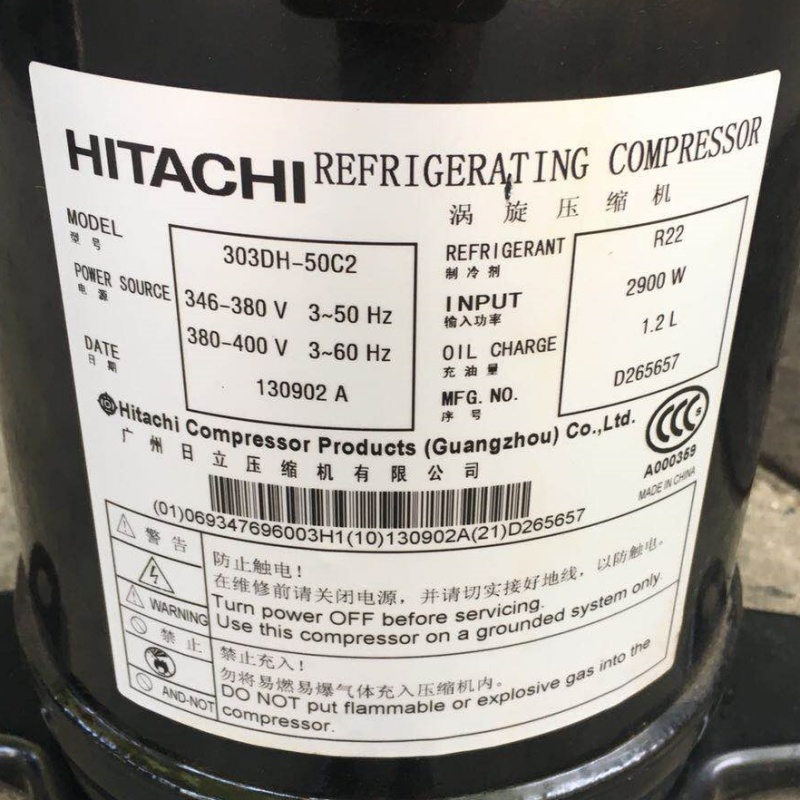 HITACHI REFRIGERATING COMPRESSOR
涡旋压缩机
MODEL 303DH-50C2
型号
POWER SOURCE 346-380 V 3~50 Hz
电源 380-400 V 3~60 Hz
DATE 130902 A
日期
REFRIGERANT R22
制冷剂
INPUT 2900 W
输入功率
OIL CHARGE 1.2 L
充油量
MFG.NO. D265657
序号
Hitachi Compressor Products (Guangzhou) Co.,Ltd.
广州日立压缩机有限公司
CCC S
A000359
MADE IN CHINA
(01)069347696003H1(10)130902A(21)D265657
警告
WARNING
防止触电！
在维修前请关闭电源，并请切实接好地线，以防触电。
Turn power OFF before servicing.
Use this compressor on a grounded system only.
禁止
AND-NOT
禁止充入！
勿将易燃易爆气体充入压缩机内。
DO NOT put flammable or explosive gas into the
compressor.